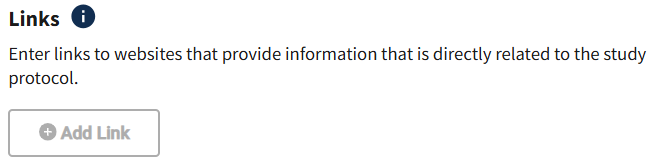 Links
Enter links to websites that provide information that is directly related to the study
protocol.
Add Link